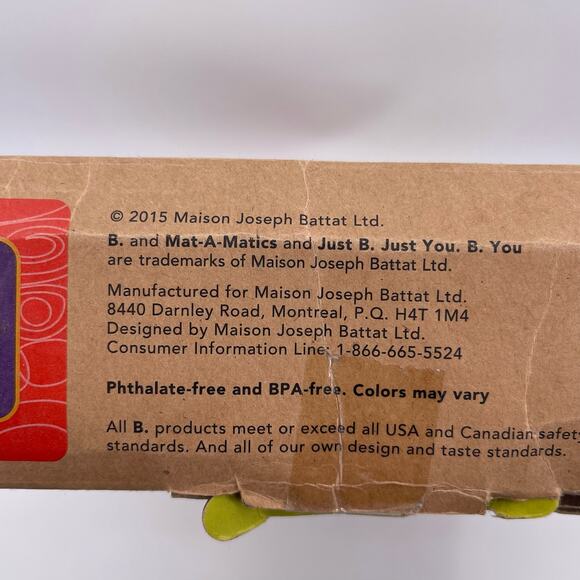 © 2015 Maison Joseph Battat Ltd.
B. and Mat-A-Matics and Just B. Just You. B. You
are trademarks of Maison Joseph Battat Ltd.
Manufactured for Maison Joseph Battat Ltd.
8440 Darnley Road, Montreal, P.Q. H4T 1M4
Designed by Maison Joseph Battat Ltd.
Consumer Information Line: 1-866-665-5524
Phthalate-free and BPA-free. Colors may vary
All B. products meet or exceed all USA and Canadian safety
standards. And all of our own design and taste standards.